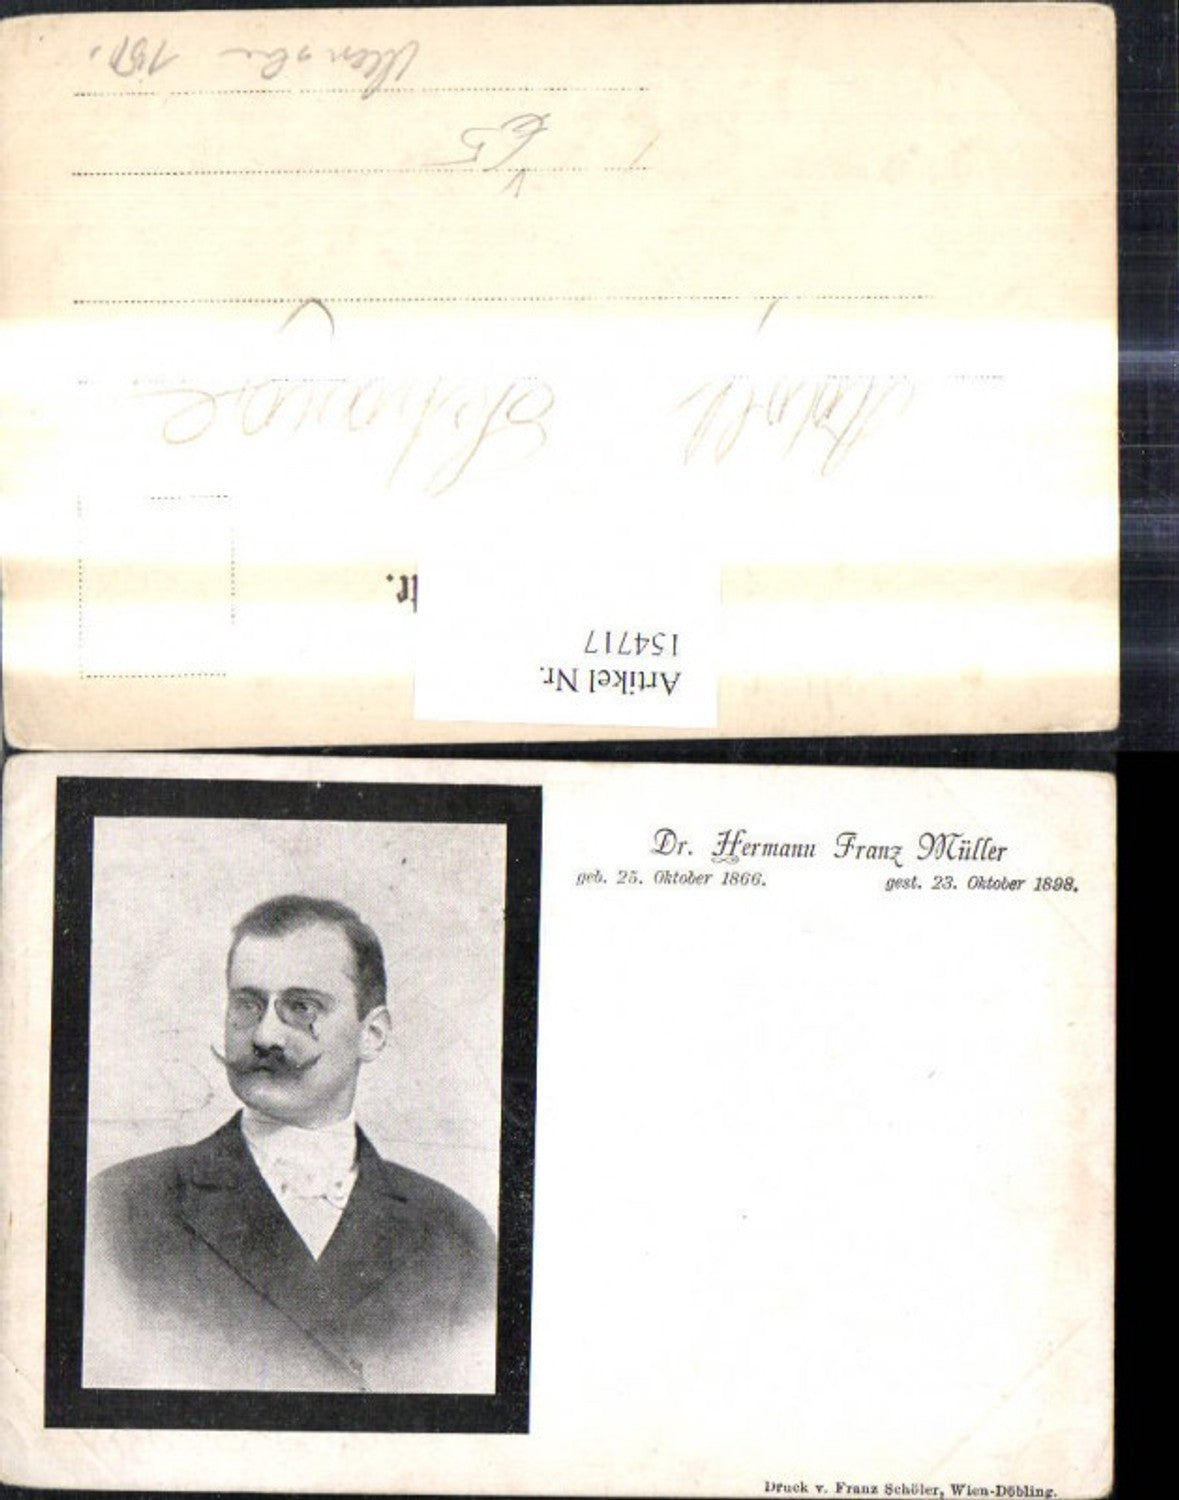 Artikel Nr.
154717
tr.
Dr. Hermann Franz Müller
geb. 25. Oktober 1866. gest. 23. Oktober 1898.
Druck v. Franz Schöler, Wien-Döbling.